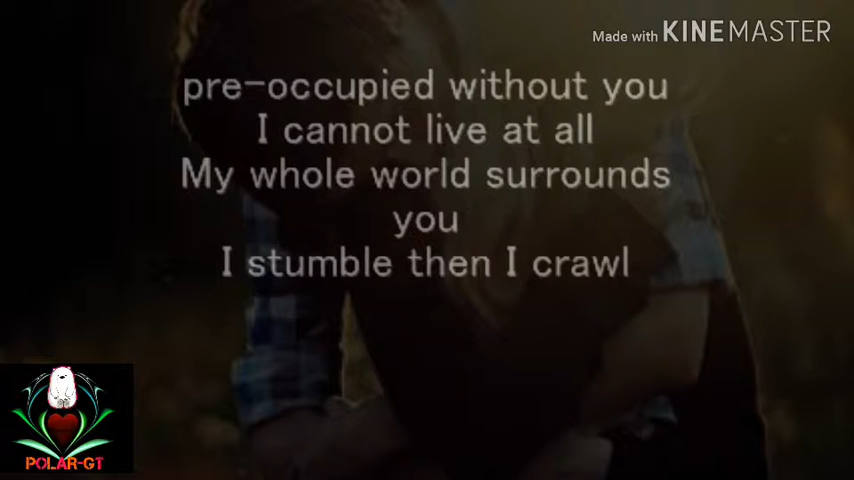 Made with KINEMASTER
pre-occupied without you
I cannot live at all
My whole world surrounds
you
I stumble then I crawl
POLAR-GT